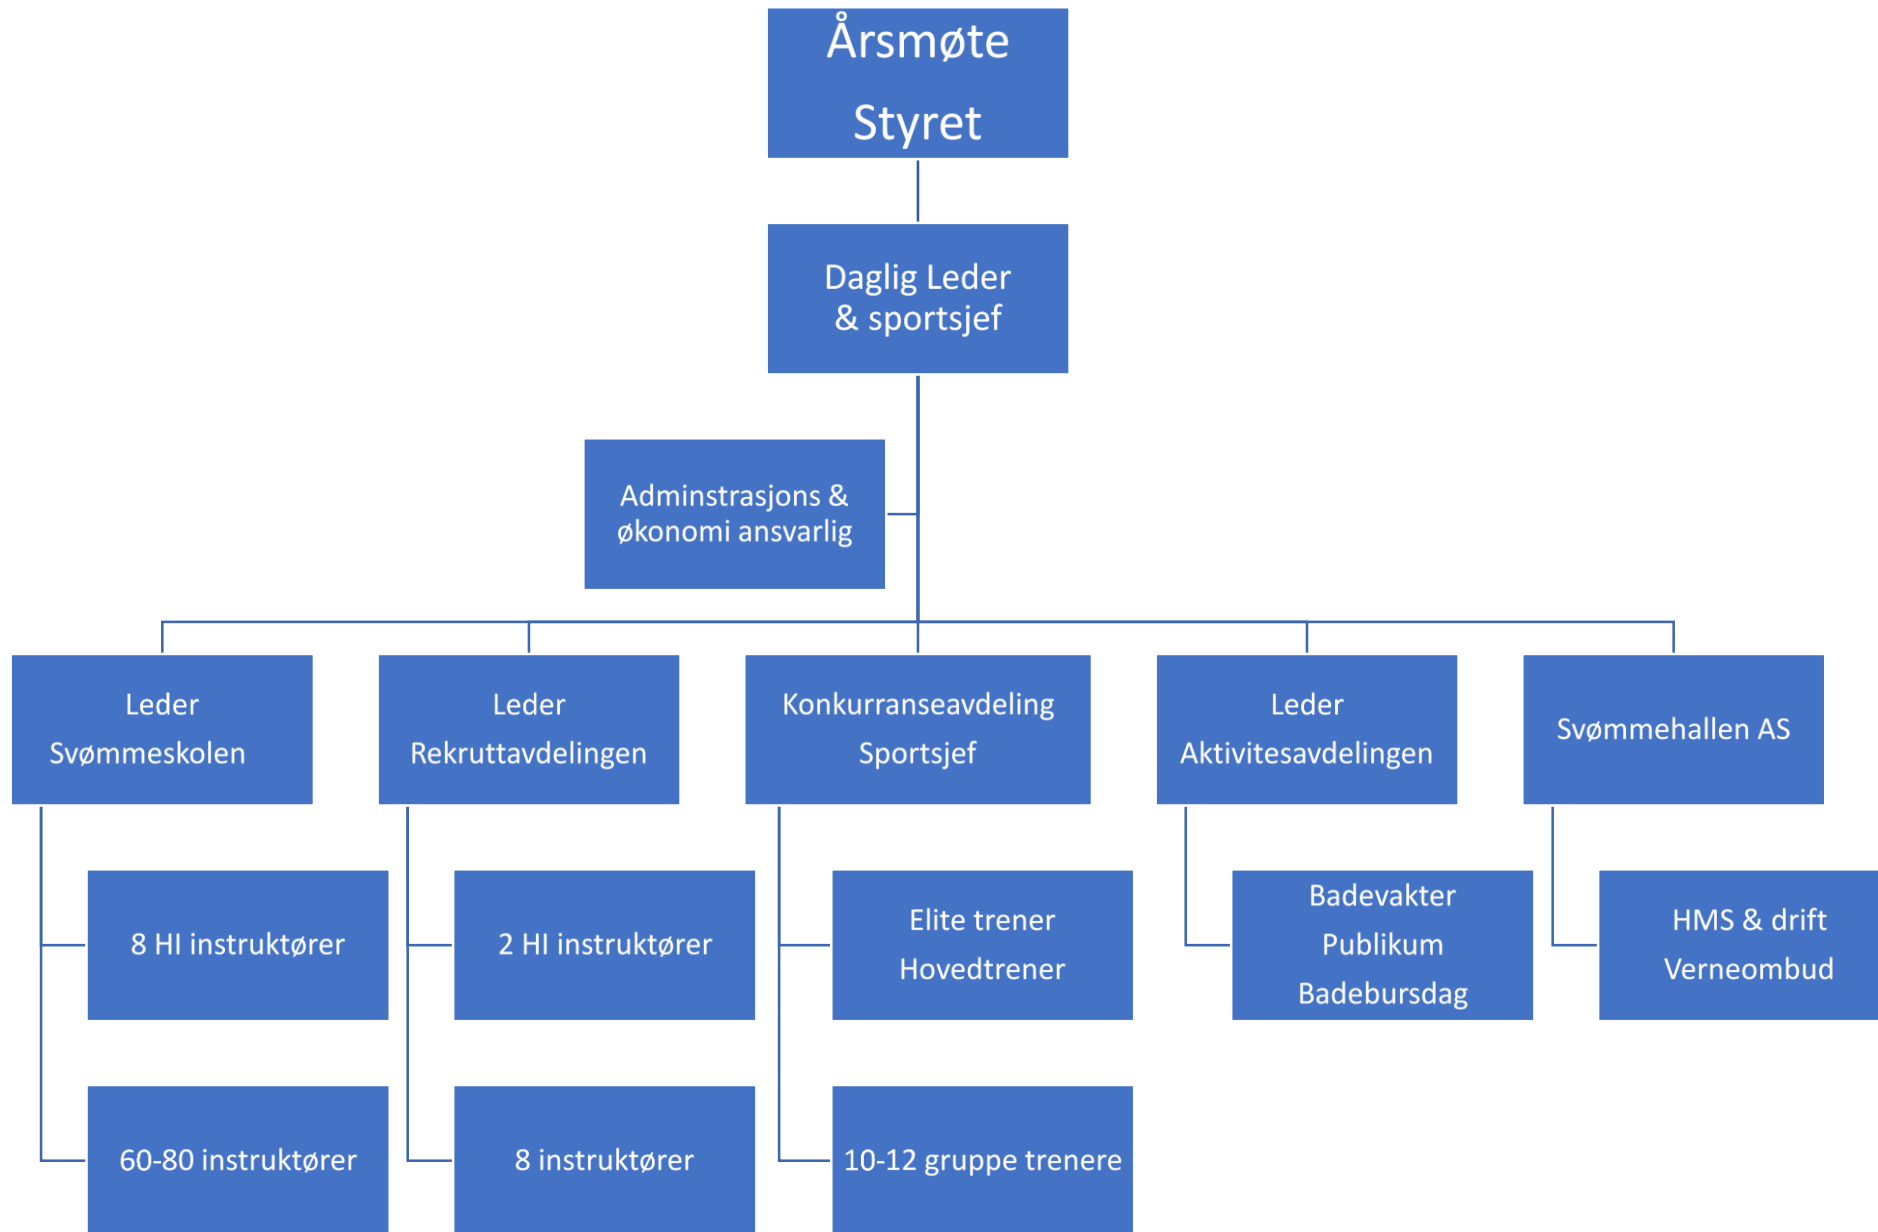 Årsmøte
Styret
Daglig Leder
& sportsjef
Adminstrasjons &
økonomi ansvarlig
Leder
Svømmeskolen
Leder
Rekruttavdelingen
Konkurranseavdeling
Sportsjef
Leder
Aktivitesavdelingen
Svømmehallen AS
8 HI instruktører
2 HI instruktører
Elite trener
Hovedtrener
Badevakter
Publikum
Badebursdag
HMS & drift
Verneombud
60-80 instruktører
8 instruktører
10-12 gruppe trenere